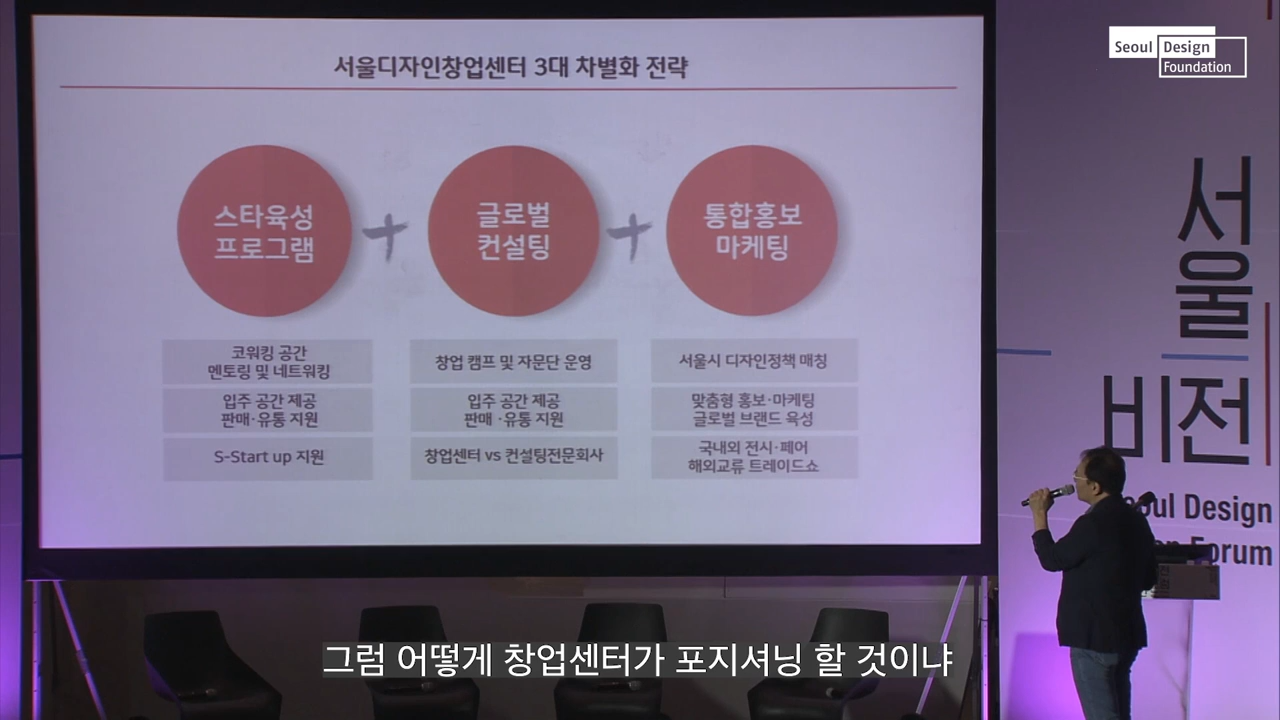 서울디자인창업센터 3대 차별화 전략
스타육성
프로그램
글로벌
컨설팅
통합홍보
마케팅
코워킹 공간
멘토링 및 네트워킹
입주 공간 제공
판매·유통 지원
S-Start up 지원
창업 캠프 및 자문단 운영
입주 공간 제공
판매·유통 지원
창업센터 vs 컨설팅전문회사
서울시 디자인정책 매칭
맞춤형 홍보·마케팅
글로벌 브랜드 육성
국내외 전시·페어
해외교류 트레이드쇼
Seoul Design
Foundation
서울
비전
Seoul Design
Forum
그럼 어떻게 창업센터가 포지셔닝 할 것이냐